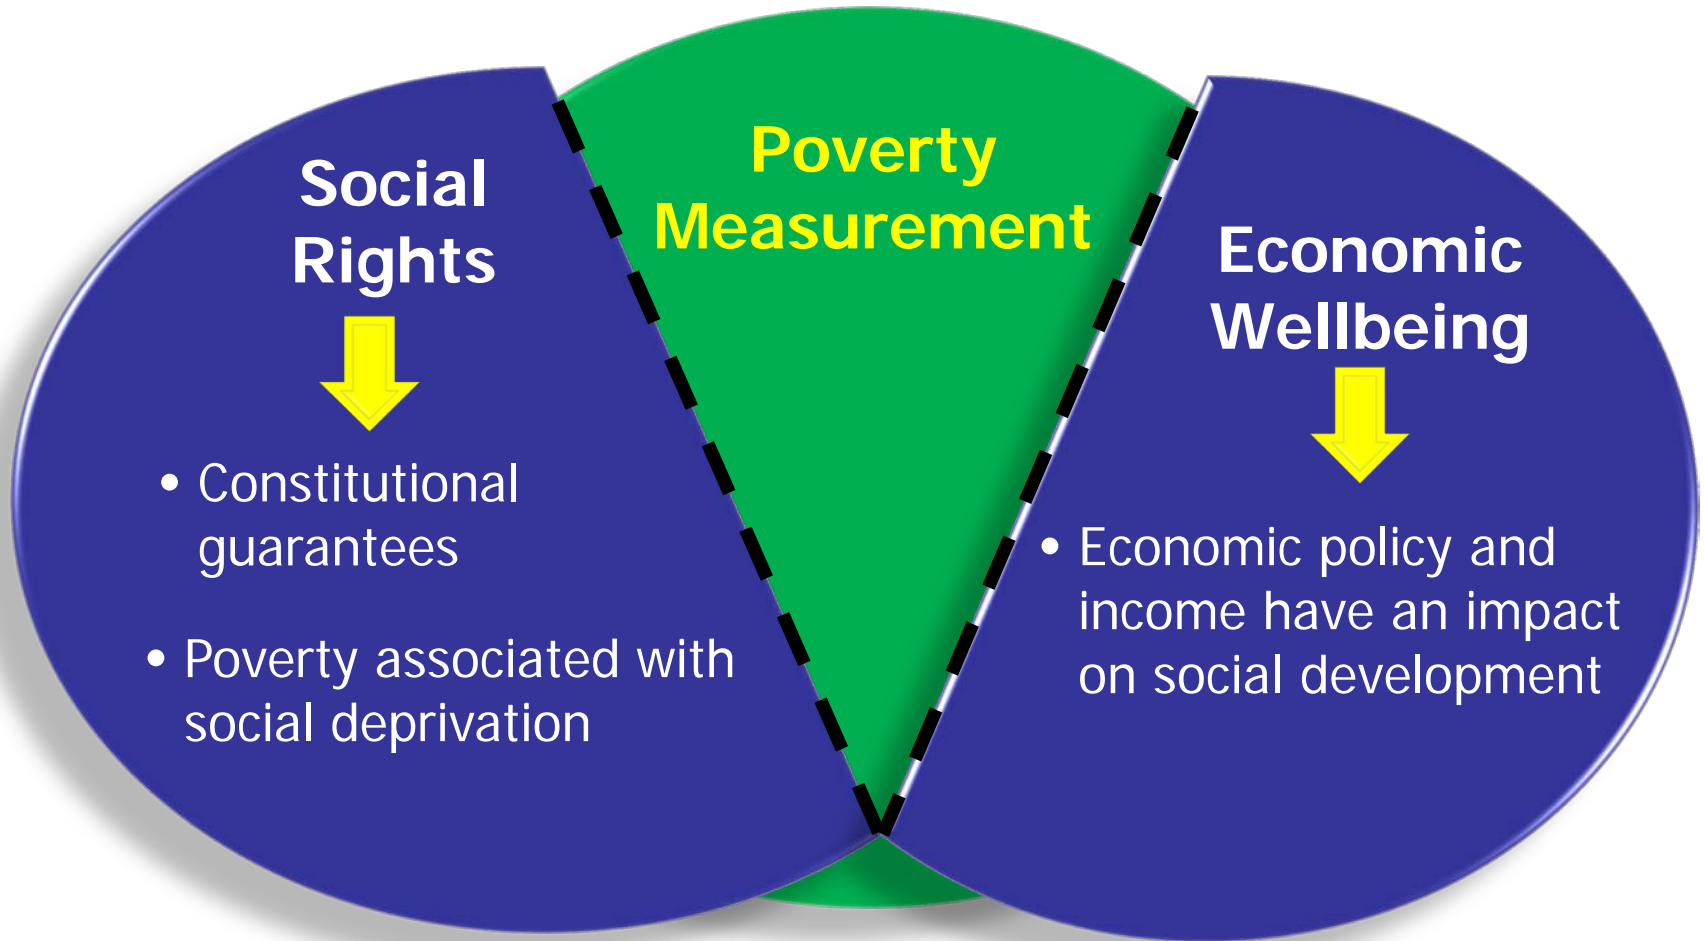 Social
Rights
• Constitutional
guarantees
• Poverty associated with
social deprivation
Poverty
Measurement
Economic
Wellbeing
• Economic policy and
income have an impact
on social development